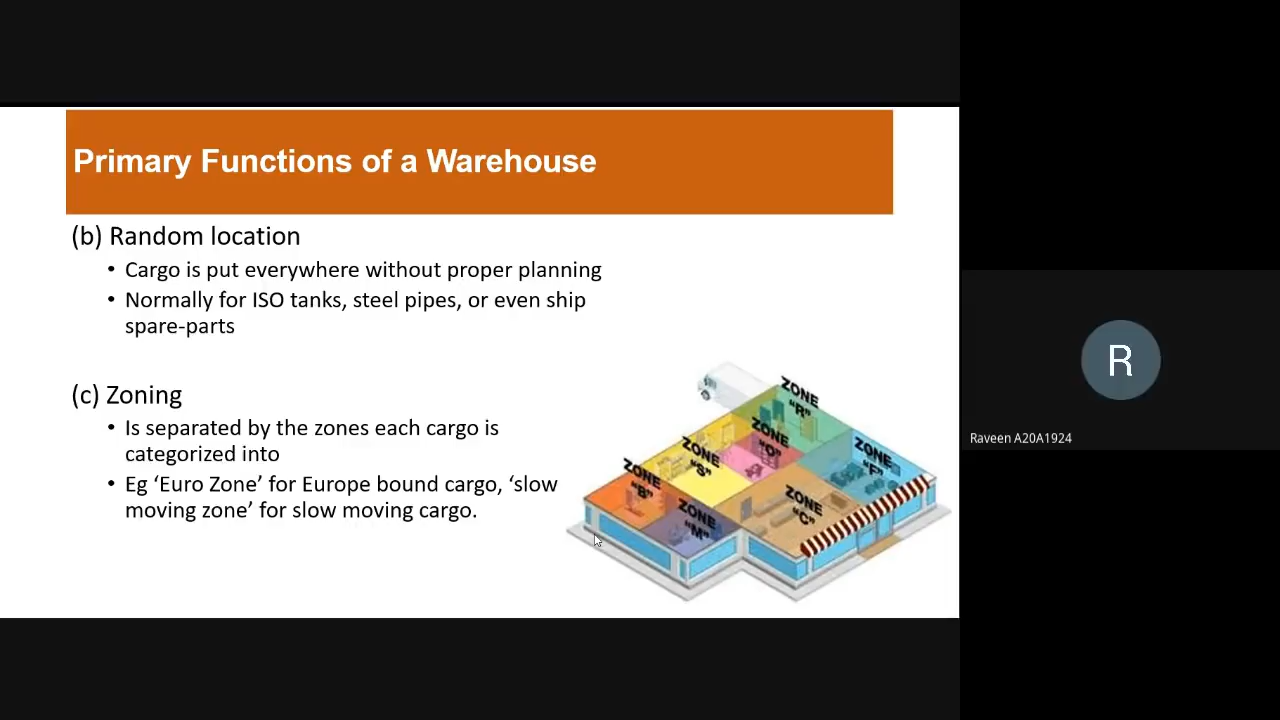 Primary Functions of a Warehouse
(b) Random location
• Cargo is put everywhere without proper planning
• Normally for ISO tanks, steel pipes, or even ship
spare-parts
(c) Zoning
• Is separated by the zones each cargo is
categorized into
• Eg ‘Euro Zone’ for Europe bound cargo, ‘slow
moving zone’ for slow moving cargo.
ZONE
“R”
ZONE
“O”
ZONE
“S”
ZONE
“F”
ZONE
“B”
ZONE
“M”
ZONE
“C”
R
Raveen A20A1924